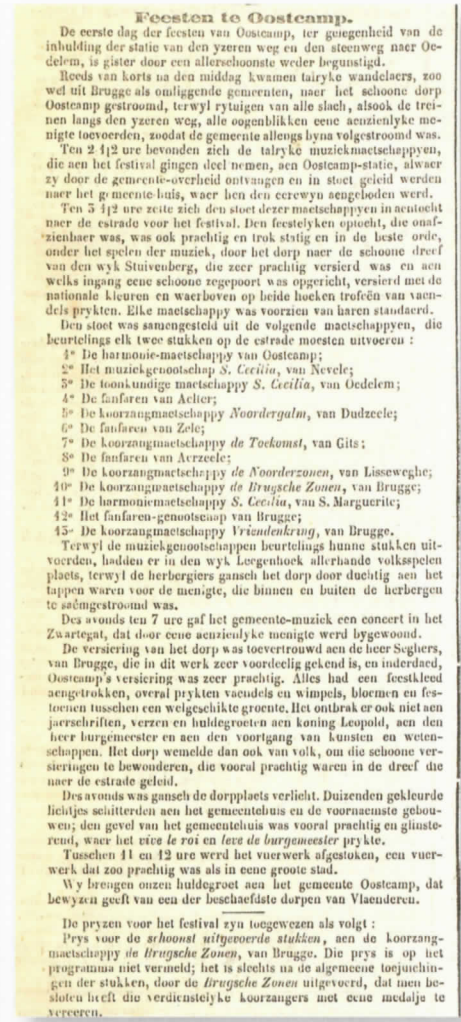 Feesten te Oostcamp.
De eerste dag der feesten van Oostcamp, ter gelegenheid van de
inhulding der statie van den yzeren weg en den steenweg naer Oe-
delem, is gister door een allerschoonste weder begunstigd.
Reeds van korts na den middag kwamen talryke wandelaers, zoo
wel uit Brugge als omliggende gemeenten, naer het schoone dorp
Oostcamp gestroomd, terwyl rytuigen van alle slach, alsook de trei-
nen langs den yzeren weg, alle oogenblikken eene aenzienlyke me-
nigte toevoerden, zoodat de gemeente allengs byna volgestroomd was.
Ten 2 1|2 ure bevonden zich de talryke muziekmaetschappyen,
die aen het festival gingen deel nemen, aen Oostcamp-statie, alwaer
zy door de gemeente-overheid ontvangen en in stoet geleid werden
naer het gemeente-huis, waer hen den eerewyn aengeboden werd.
Ten 3 1|2 ure zette zich den stoet dezer maetschappyen in aentocht
naer de estrade voor het festival. Den feestelyken optocht, die onaf-
zienbaer was, was ook prachtig en trok statig en in de beste orde,
onder het spelen der muziek, door het dorp naer de schoone dreef
van den wyk Stuivenberg, die zeer prachtig versierd was en aen
welks ingang eene schoone zegepoort was opgericht, versierd met de
nationale kleuren en waerboven op beide hoeken trofeën van vaen-
dels prykten. Elke maetschappy was voorzien van haren standaerd.
Den stoet was samengesteld uit de volgende maetschappyen, die
beurtelings elk twee stukken op de estrade moesten uitvoeren :
1° De harmonie-maetschappy van Oostcamp;
2° Het muziekgenootschap S. Cecilia, van Nevele;
3° De toonkundige maetschappy S. Cecilia, van Oedelem;
4° De fanfaren van Aelter;
5° De koorzangmaetschappy Noordergalm, van Dudzeele;
6° De fanfaren van Zele;
7° De koorzangmaetschappy de Toekomst, van Gits;
8° De fanfaren van Aerzeele;
9° De koorzangmaetschappy de Noorderzonen, van Lisseweghe;
10° De koorzangmaetschappy de Brugsche Zonen, van Brugge;
11° De harmoniemaetschappy S. Cecilia, van S. Marguerite;
12° Het fanfaren-genootschap van Brugge;
13° De koorzangmaetschappy Vriendenkring, van Brugge.
Terwyl de muziekgenootschappen beurtelings hunne stukken uit-
voerden, hadden er in den wyk Leegenhoek allerhande volksspelen
plaets, terwyl de herbergiers gansch het dorp door duchtig aen het
tappen waren voor de menigte, die binnen en buiten de herbergen
te saêmgestroomd was.
Des avonds ten 7 ure gaf het gemeente-muziek een concert in het
Zwartegat, dat door eene aenzienlyke menigte werd bygewoond.
De versiering van het dorp was toevertrouwd aen de heer Seghers,
van Brugge, die in dit werk zeer voordeelig gekend is, en inderdaed,
Oostcamp's versiering was zeer prachtig. Alles had een feestkleed
aengetrokken, overal prykten vaendels en wimpels, bloemen en fes-
toenen tusschen een welgeschikte groente. Het ontbrak er ook niet aen
jaerschriften, verzen en huldegroeten aen koning Leopold, aen den
heer burgemeester en aen den voortgang van kunsten en weten-
schappen. Het dorp wemelde dan ook van volk, om die schoone ver-
sieringen te bewonderen, die vooral prachtig waren in de dreef die
naer de estrade geleid.
Des avonds was gansch de dorpplaets verlicht. Duizenden gekleurde
lichtjes schitterden aen het gemeentehuis en de voornaemste gebou-
wen; den gevel van het gemeentehuis was vooral prachtig en glinste-
rend, waer het vive le roi en leve de burgemeester prykte.
Tusschen 11 en 12 ure werd het vuerwerk afgestoken, een vuer-
werk dat zoo prachtig was als in eene groote stad.
Wy brengen onzen huldegroet aen het gemeente Oostcamp, dat
bewyzen geeft van een der beschaefdste dorpen van Vlaenderen.
De pryzen voor het festival zyn toegewezen als volgt :
Prys voor de schoonst uitgevoerde stukken, aen de koorzang-
maetschappy de Brugsche Zonen, van Brugge. Die prys is op het
programma niet vermeld; het is slechts na de algemeene toejuichin-
gen der stukken, door de Brugsche Zonen uitgevoerd, dat men be-
sloten heeft die verdienstelyke koorzangers met eene medalje te
vereeren.